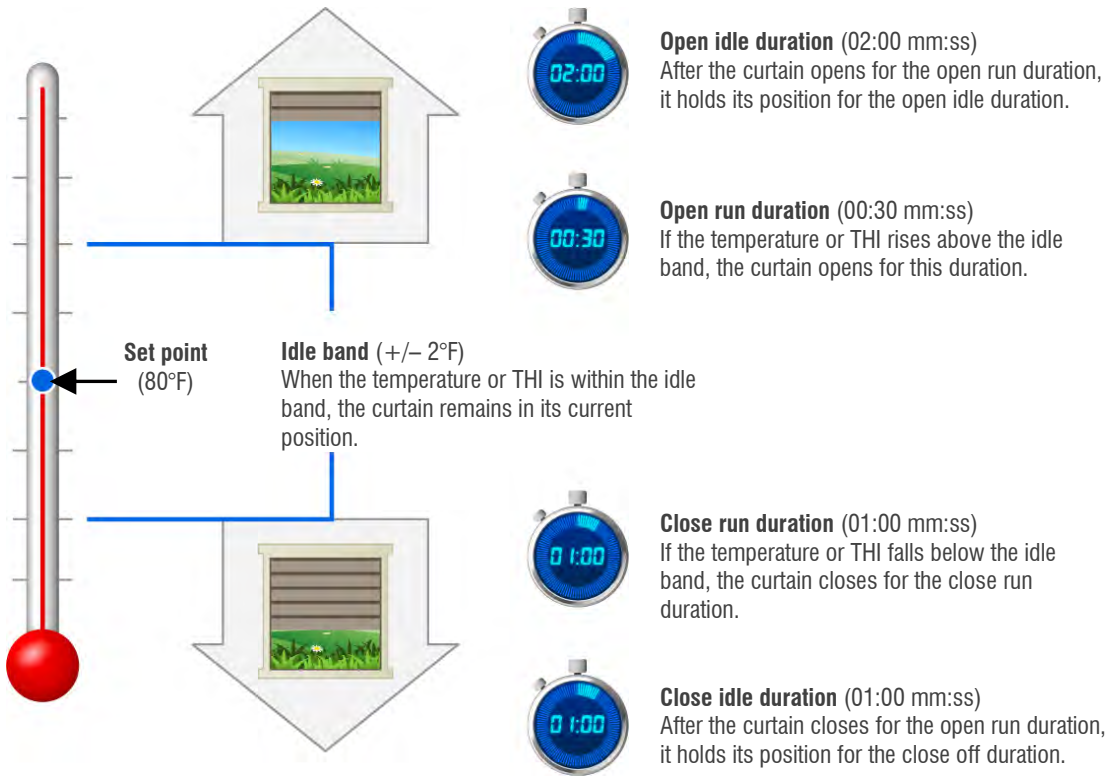 02:00
Open idle duration (02:00 mm:ss)
After the curtain opens for the open run duration,
it holds its position for the open idle duration.
00:30
Open run duration (00:30 mm:ss)
If the temperature or THI rises above the idle
band, the curtain opens for this duration.
Set point
(80°F)
Idle band (+/– 2°F)
When the temperature or THI is within the idle
band, the curtain remains in its current
position.
01:00
Close run duration (01:00 mm:ss)
If the temperature or THI falls below the idle
band, the curtain closes for the close run
duration.
01:00
Close idle duration (01:00 mm:ss)
After the curtain closes for the open run duration,
it holds its position for the close off duration.